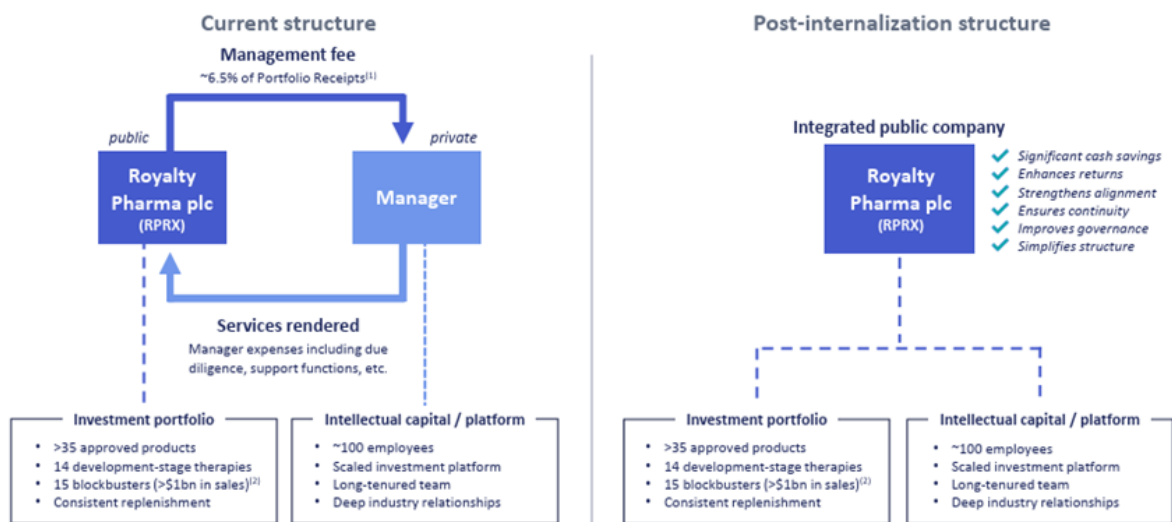 Current structure
Management fee
~6.5% of Portfolio Receipts(1)
public
private
Royalty
Pharma plc
(RPRX)
Manager
Services rendered
Manager expenses including due
diligence, support functions, etc.
Investment portfolio
• >35 approved products
• 14 development-stage therapies
• 15 blockbusters (>$1bn in sales)(2)
• Consistent replenishment
Intellectual capital / platform
• ~100 employees
• Scaled investment platform
• Long-tenured team
• Deep industry relationships
Post-internalization structure
Integrated public company
Royalty
Pharma plc
(RPRX)
✓ Significant cash savings
✓ Enhances returns
✓ Strengthens alignment
✓ Ensures continuity
✓ Improves governance
✓ Simplifies structure
Investment portfolio
• >35 approved products
• 14 development-stage therapies
• 15 blockbusters (>$1bn in sales)(2)
• Consistent replenishment
Intellectual capital / platform
• ~100 employees
• Scaled investment platform
• Long-tenured team
• Deep industry relationships